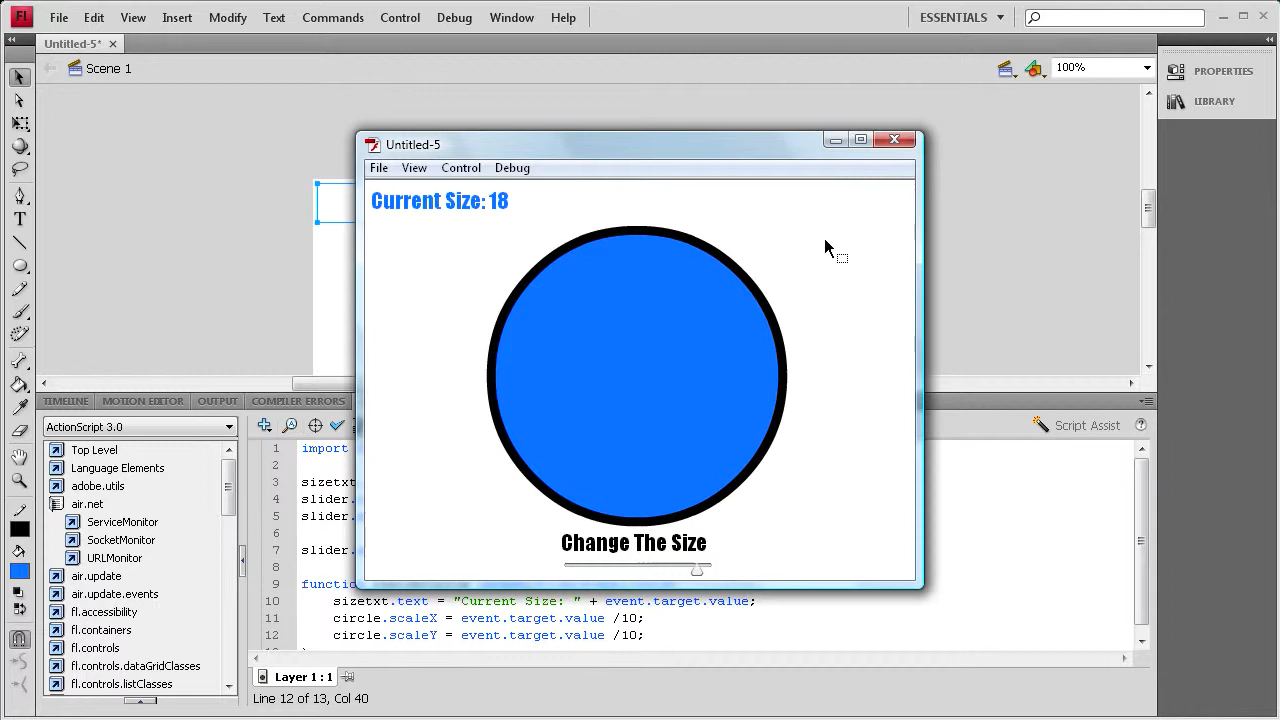 Fl File Edit View Insert Modify Text Commands Control Debug Window Help ESSENTIALS
Untitled-5*
Scene 1 100%
PROPERTIES
LIBRARY
Untitled-5
File View Control Debug
Current Size: 18
Change The Size
TIMELINE MOTION EDITOR OUTPUT COMPILER ERRORS
ActionScript 3.0
Script Assist
Top Level
Language Elements
adobe.utils
air.net
ServiceMonitor
SocketMonitor
URLMonitor
air.update
air.update.events
fl.accessibility
fl.containers
fl.controls
fl.controls.dataGridClasses
fl.controls.listClasses
1 import
2
3 sizetxt
4 slider.
5 slider.
6
7 slider.
8
9 function
10 sizetxt.text = "Current Size: " + event.target.value;
11 circle.scaleX = event.target.value /10;
12 circle.scaleY = event.target.value /10;
Layer 1 : 1
Line 12 of 13, Col 40